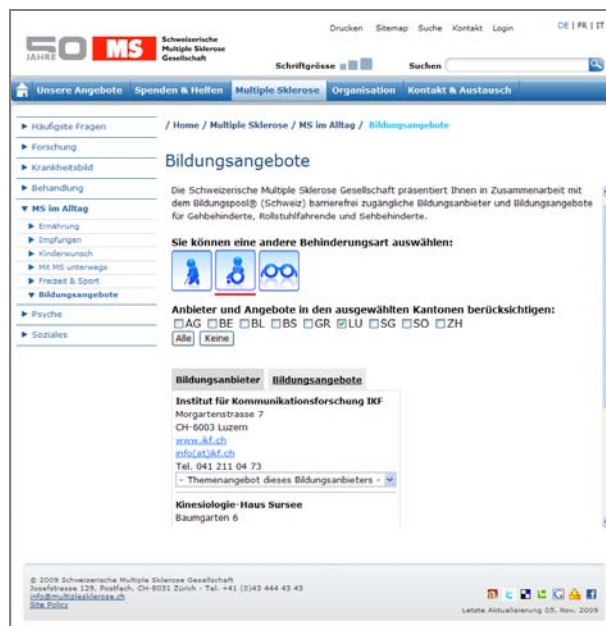 Drucken Sitemap Suche Kontakt Login DE | FR | IT
50 JAHRE MS Schweizerische
Multiple Sklerose
Gesellschaft
Schriftgrösse Suchen
Unsere Angebote Spenden & Helfen Multiple Sklerose Organisation Kontakt & Austausch
Häufigste Fragen
Forschung
Krankheitsbild
Behandlung
MS im Alltag
Ernährung
Impfungen
Kinderwunsch
Mit MS unterwegs
Freizeit & Sport
Bildungsangebote
Psyche
Soziales
/ Home / Multiple Sklerose / MS im Alltag / Bildungsangebote
Bildungsangebote
Die Schweizerische Multiple Sklerose Gesellschaft präsentiert Ihnen in Zusammenarbeit mit
dem Bildungspool® (Schweiz) barrierefrei zugängliche Bildungsanbieter und Bildungsangebote
für Gehbehinderte, Rollstuhlfahrende und Sehbehinderte.
Sie können eine andere Behinderungsart auswählen:
Anbieter und Angebote in den ausgewählten Kantonen berücksichtigen:
AG BE BL BS GR LU SG SO ZH
Alle Keine
Bildungsanbieter Bildungsangebote
Institut für Kommunikationsforschung IKF
Morgartenstrasse 7
CH-6003 Luzern
www.ikf.ch
info(at)ikf.ch
Tel. 041 211 04 73
- Themenangebot dieses Bildungsanbieters -
Kinesiologie-Haus Sursee
Baumgarten 6
© 2009 Schweizerische Multiple Sklerose Gesellschaft
Josefstrasse 129, Postfach, CH-8031 Zürich - Tel. +41 (0)43 444 43 43
info@multiplesklerose.ch
Site Policy
Letzte Aktualisierung 05. Nov. 2009